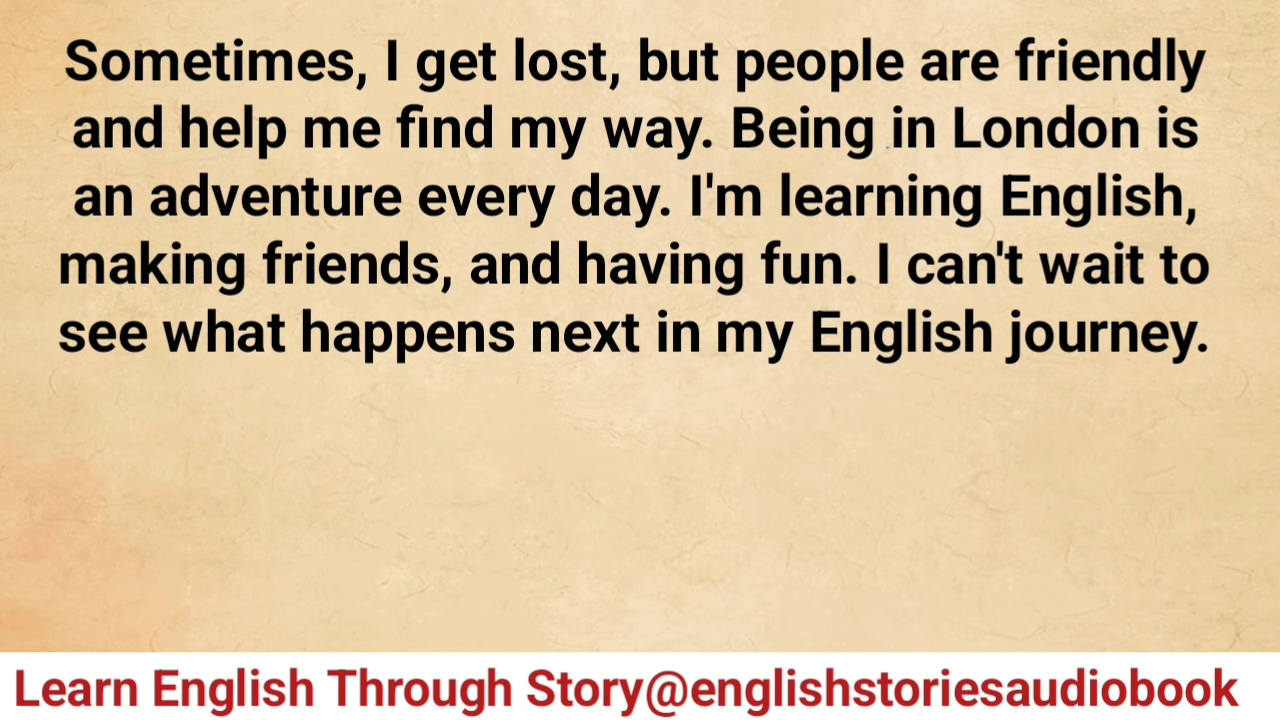 Sometimes, I get lost, but people are friendly
and help me find my way. Being in London is
an adventure every day. I'm learning English,
making friends, and having fun. I can't wait to
see what happens next in my English journey.
Learn English Through Story@englishstoriesaudiobook